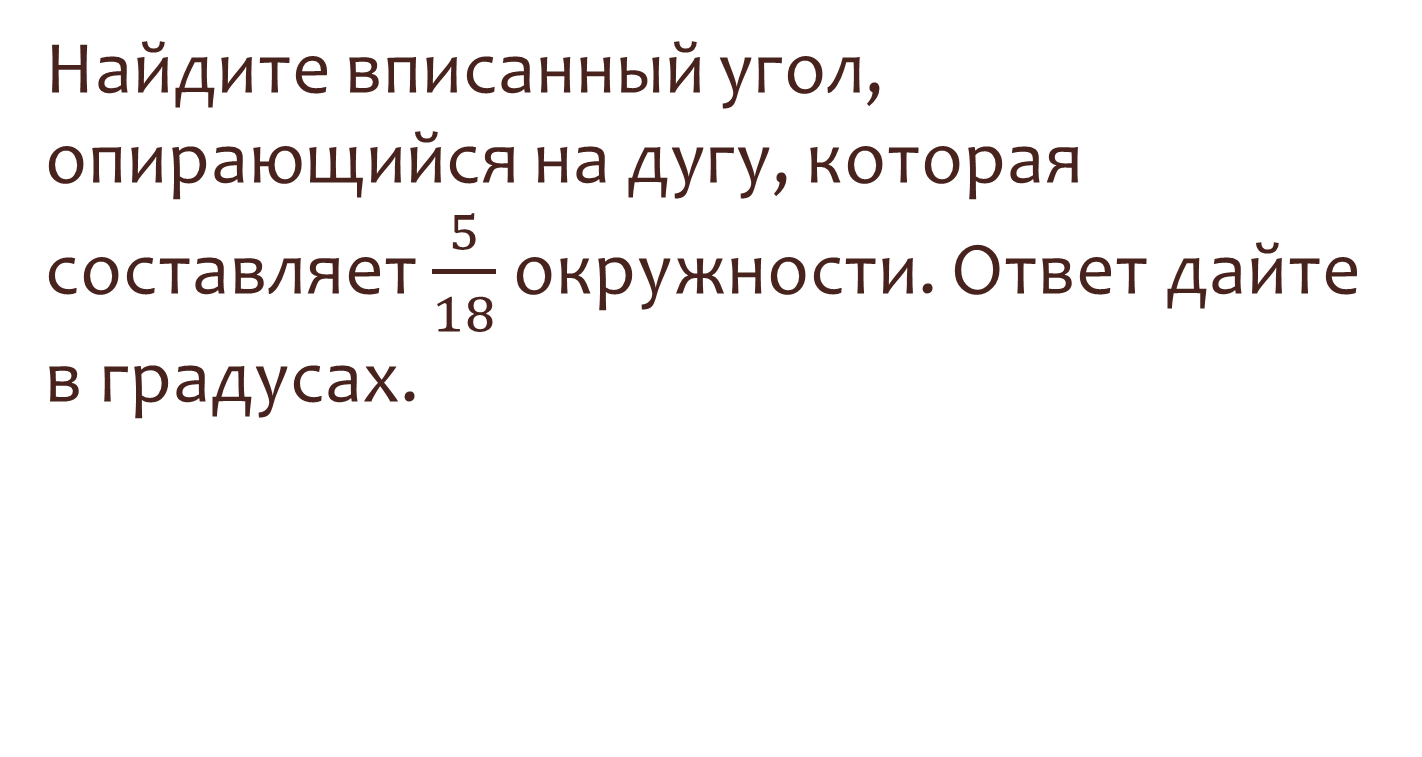 Найдите вписанный угол,
опирающийся на дугу, которая
составляет 5/18 окружности. Ответ дайте
в градусах.